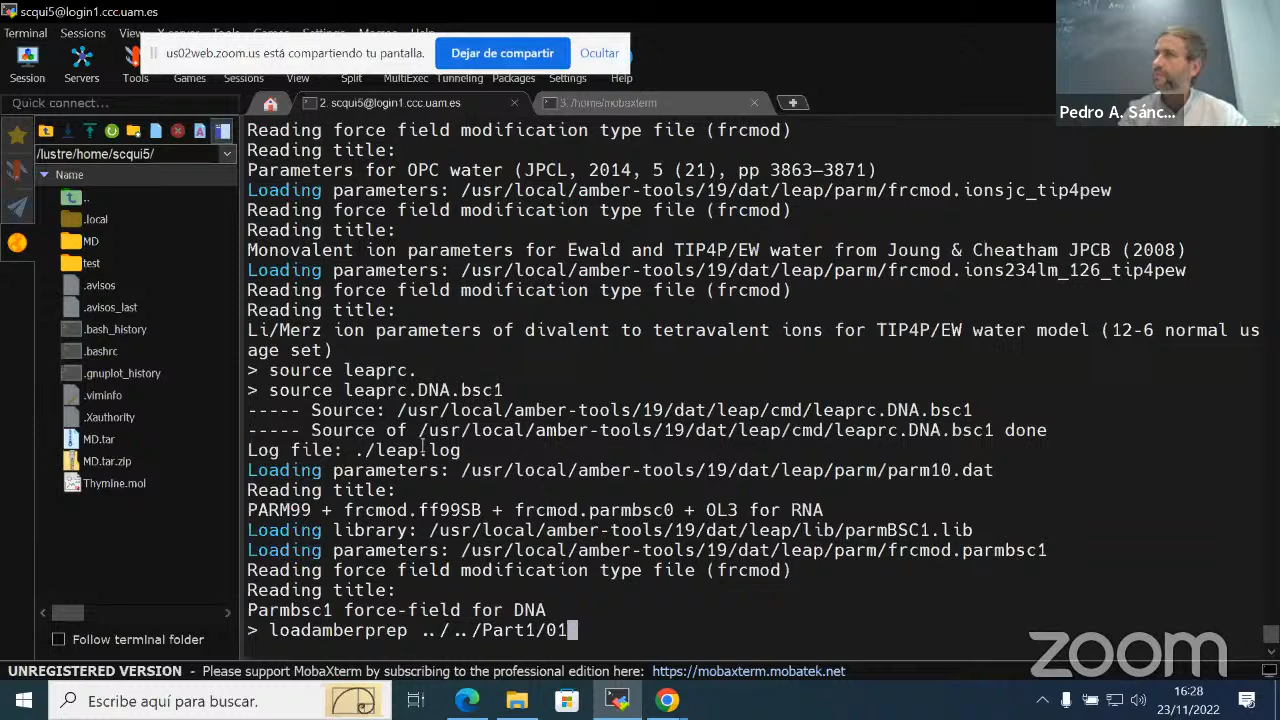 scqui5@login1.ccc.uam.es
Terminal Sessions
us02web.zoom.us está compartiendo tu pantalla. Dejar de compartir Ocultar
Session Servers Tools Games Sessions View Split MultiExec Tunneling Packages Settings Help
Pedro A. Sánc...
Quick connect...
2. scqui5@login1.ccc.uam.es
3. /home/mobaxterm
/lustre/home/scqui5/
Name
..
.local
MD
test
.avisos
.avisos_last
.bash_history
.bashrc
.gnuplot_history
.viminfo
.Xauthority
MD.tar
MD.tar.zip
Thymine.mol
Follow terminal folder
Reading force field modification type file (frcmod)
Reading title:
Parameters for OPC water (JPCL, 2014, 5 (21), pp 3863–3871)
Loading parameters: /usr/local/amber-tools/19/dat/leap/parm/frcmod.ionsjc_tip4pew
Reading force field modification type file (frcmod)
Reading title:
Monovalent ion parameters for Ewald and TIP4P/EW water from Joung & Cheatham JPCB (2008)
Loading parameters: /usr/local/amber-tools/19/dat/leap/parm/frcmod.ions234lm_126_tip4pew
Reading force field modification type file (frcmod)
Reading title:
Li/Merz ion parameters of divalent to tetravalent ions for TIP4P/EW water model (12-6 normal us
age set)
> source leaprc.
> source leaprc.DNA.bsc1
----- Source: /usr/local/amber-tools/19/dat/leap/cmd/leaprc.DNA.bsc1
----- Source of /usr/local/amber-tools/19/dat/leap/cmd/leaprc.DNA.bsc1 done
Log file: ./leap.log
Loading parameters: /usr/local/amber-tools/19/dat/leap/parm/parm10.dat
Reading title:
PARM99 + frcmod.ff99SB + frcmod.parmbsc0 + OL3 for RNA
Loading library: /usr/local/amber-tools/19/dat/leap/lib/parmBSC1.lib
Loading parameters: /usr/local/amber-tools/19/dat/leap/parm/frcmod.parmbsc1
Reading force field modification type file (frcmod)
Reading title:
Parmbsc1 force-field for DNA
> loadamberprep ../../Part1/01
zoom
UNREGISTERED VERSION - Please support MobaXterm by subscribing to the professional edition here: https://mobaxterm.mobatek.net
Escribe aquí para buscar.
16:28
23/11/2022